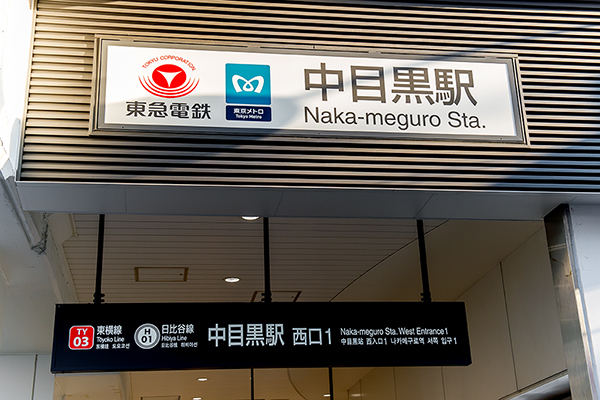 TOKYU CORPORATION
東急電鉄
東京メトロ
Tokyo Metro
中目黒駅
Naka-meguro Sta.
TY
03
東横線
Toyoko Line
H
01
日比谷線
Hibiya Line
中目黒駅 西口1
Naka-meguro Sta. West Entrance 1
中目黒站 西入口1 나카메구로역 서쪽 입구1